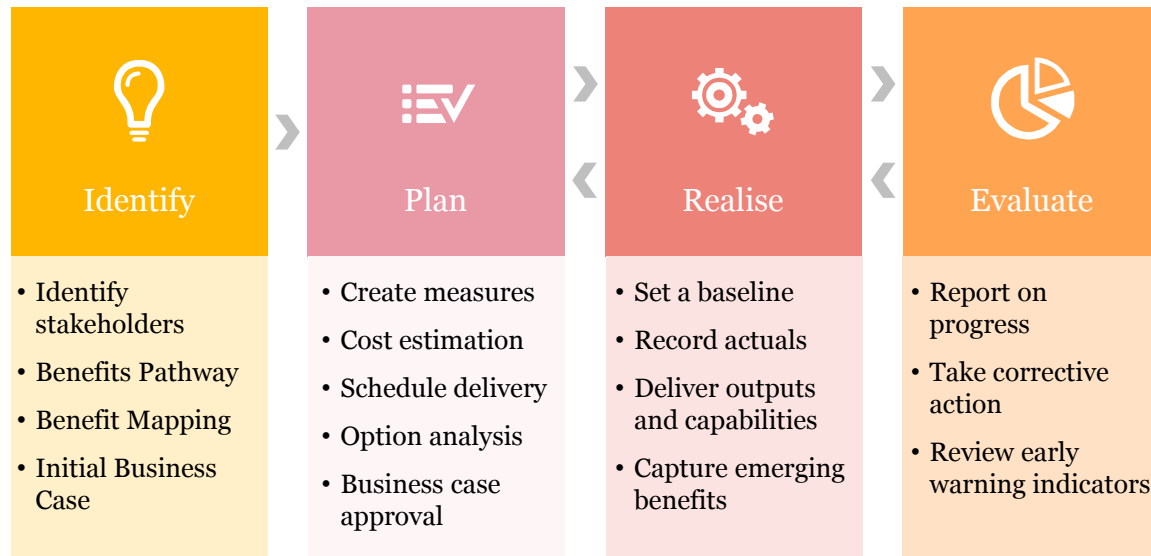 Identify
• Identify
stakeholders
• Benefits Pathway
• Benefit Mapping
• Initial Business
Case
Plan
• Create measures
• Cost estimation
• Schedule delivery
• Option analysis
• Business case
approval
Realise
• Set a baseline
• Record actuals
• Deliver outputs
and capabilities
• Capture emerging
benefits
Evaluate
• Report on
progress
• Take corrective
action
• Review early
warning indicators